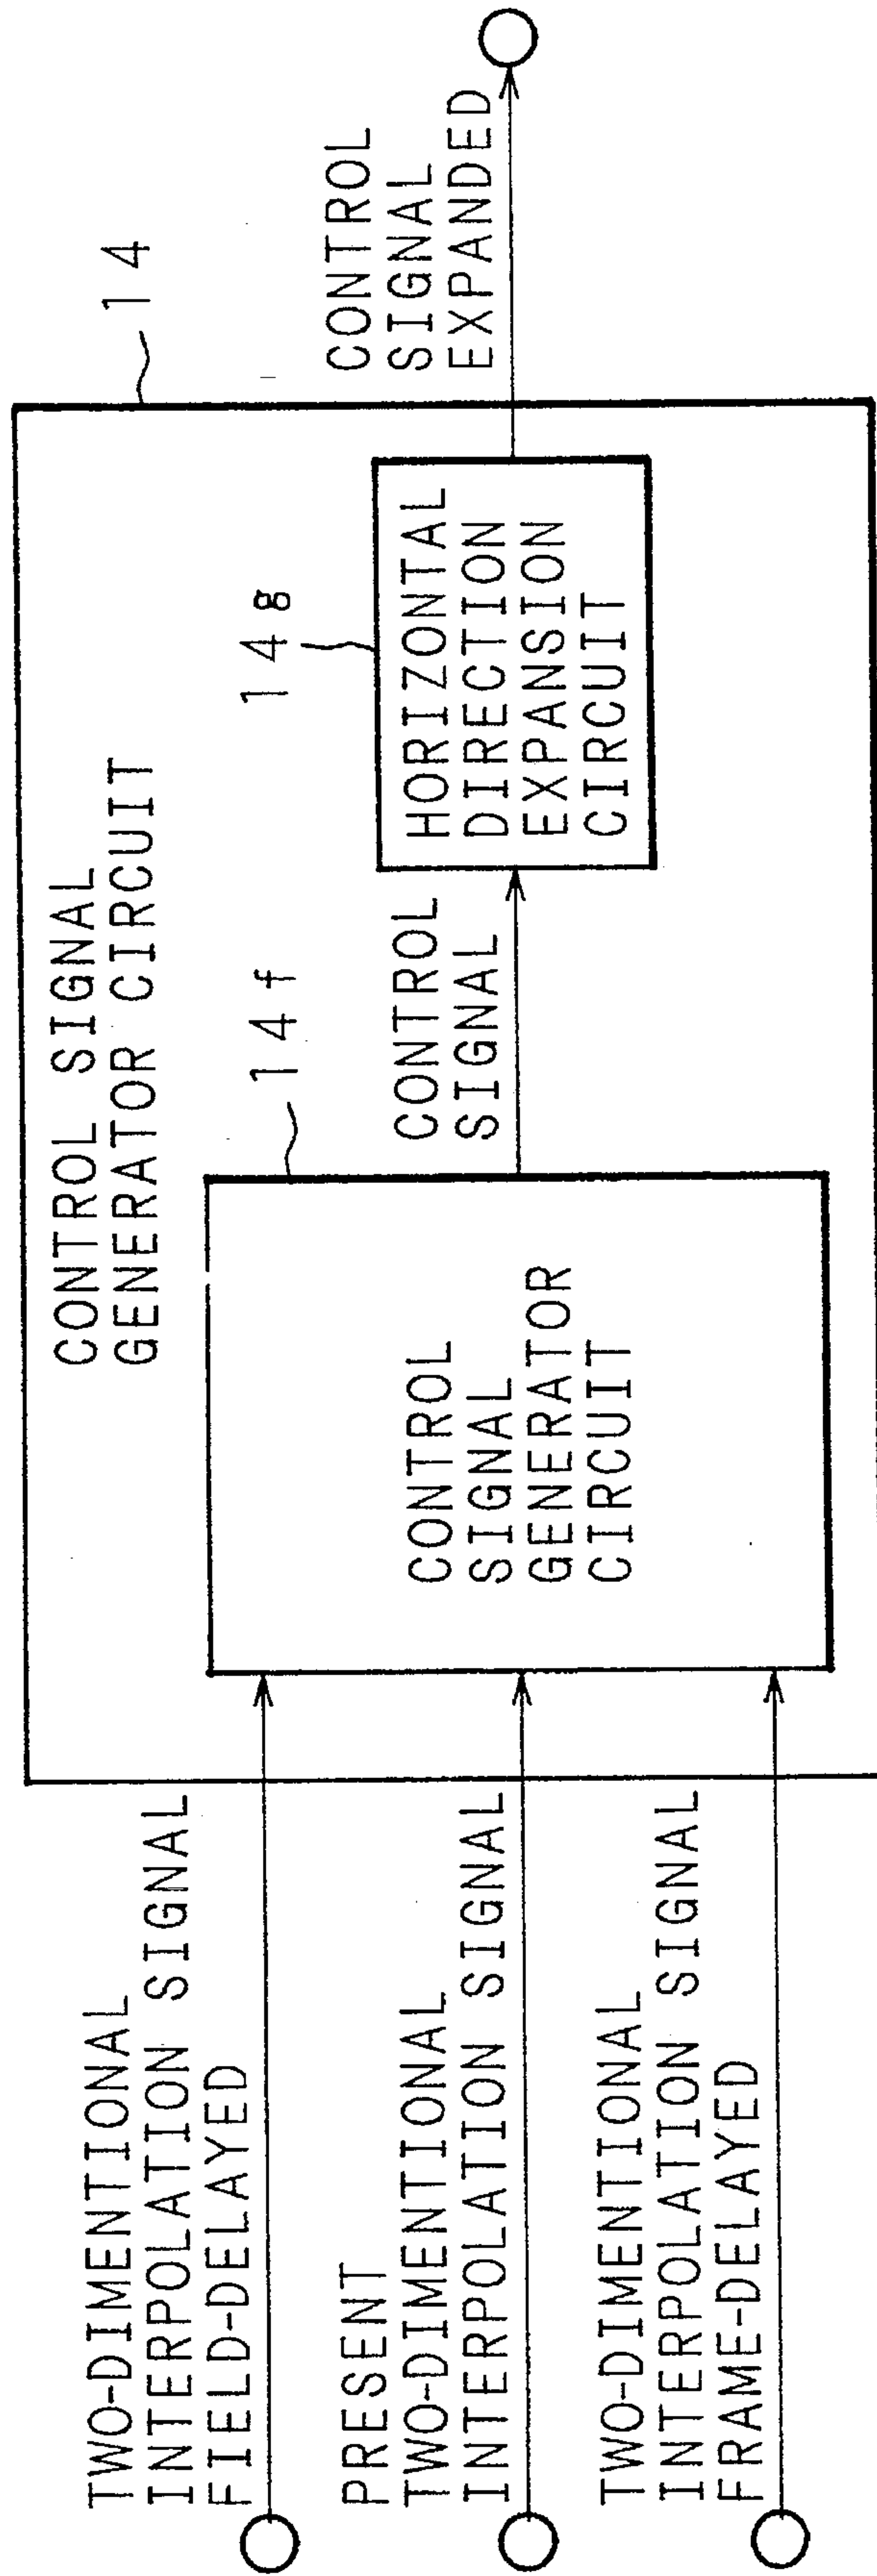 TWO-DIMENTIONAL
INTERPOLATION SIGNAL
FIELD-DELAYED
PRESENT
TWO-DIMENTIONAL
INTERPOLATION SIGNAL
TWO-DIMENTIONAL
INTERPOLATION SIGNAL
FRAME-DELAYED
CONTROL SIGNAL
GENERATOR CIRCUIT
14
14f
CONTROL
SIGNAL
GENERATOR
CIRCUIT
CONTROL
SIGNAL
14g
HORIZONTAL
DIRECTION
EXPANSION
CIRCUIT
CONTROL
SIGNAL
EXPANDED